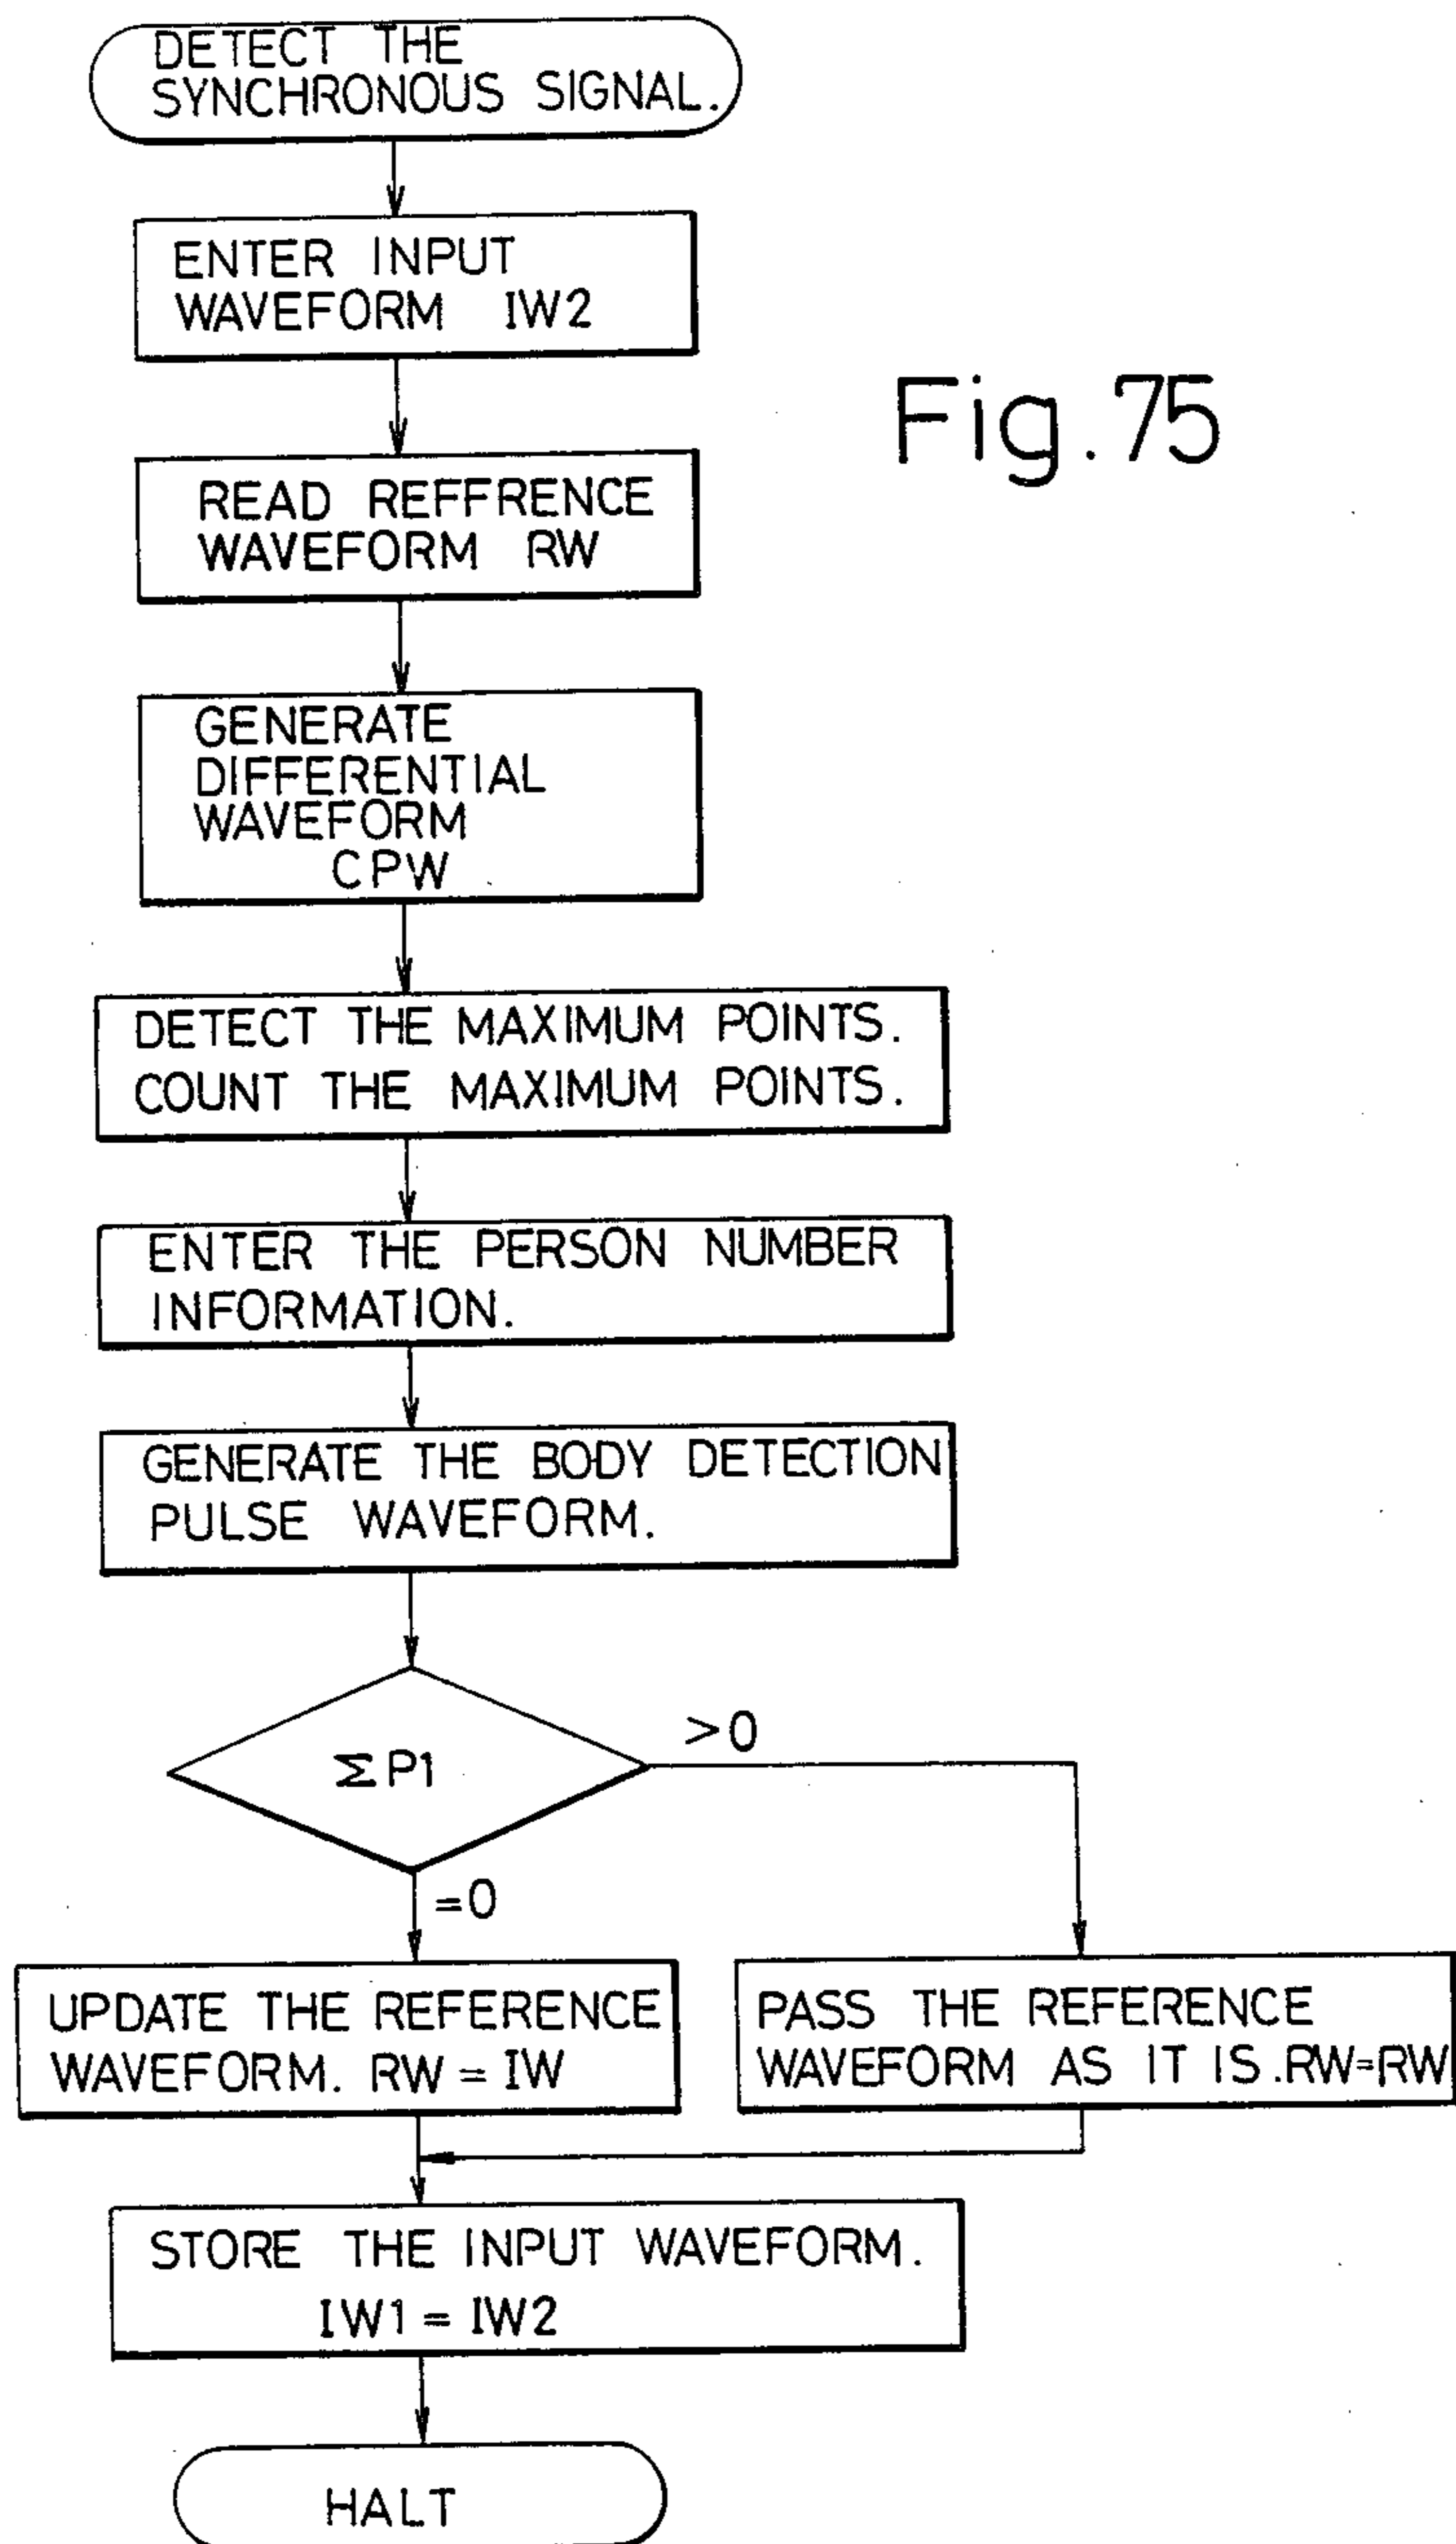 DETECT THE
SYNCHRONOUS SIGNAL.
ENTER INPUT
WAVEFORM IW2
Fig.75
READ REFFRENCE
WAVEFORM RW
GENERATE
DIFFERENTIAL
WAVEFORM
CPW
DETECT THE MAXIMUM POINTS.
COUNT THE MAXIMUM POINTS.
ENTER THE PERSON NUMBER
INFORMATION.
GENERATE THE BODY DETECTION
PULSE WAVEFORM.
ΣP1
>0
=0
UPDATE THE REFERENCE
WAVEFORM. RW = IW
PASS THE REFERENCE
WAVEFORM AS IT IS.RW=RW
STORE THE INPUT WAVEFORM.
IW1 = IW2
HALT